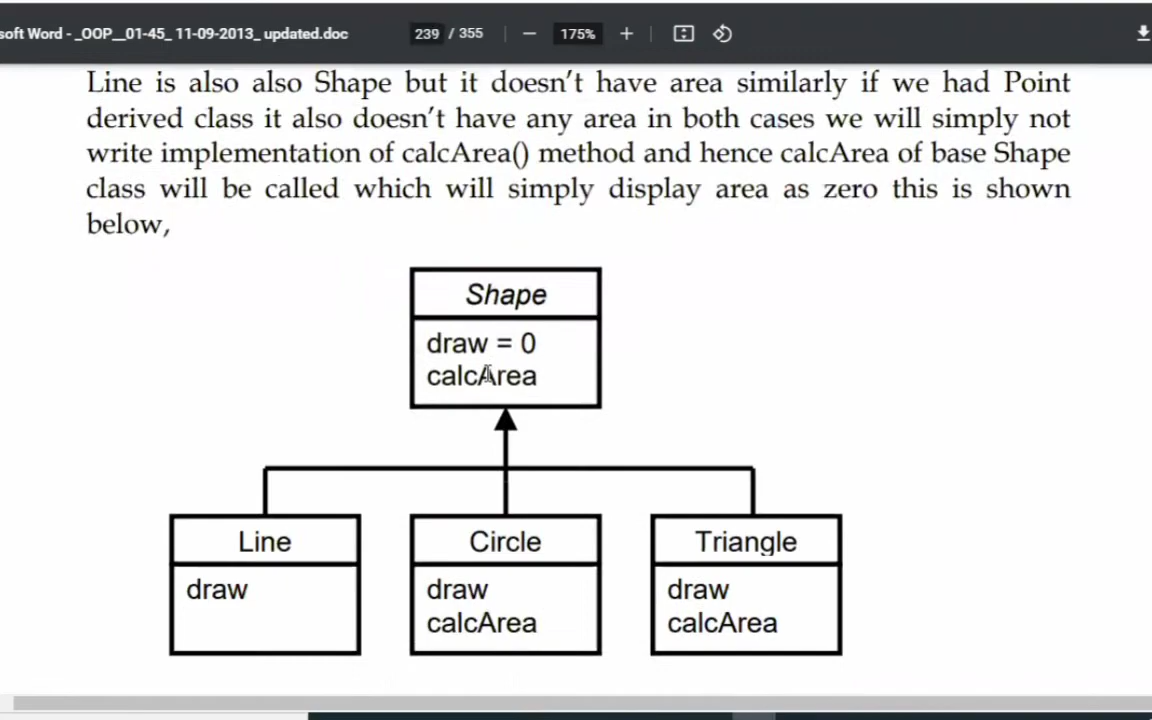 soft Word - _OOP__01-45_ 11-09-2013_ updated.doc 239 / 355 − 175% +
Line is also also Shape but it doesn't have area similarly if we had Point
derived class it also doesn't have any area in both cases we will simply not
write implementation of calcArea() method and hence calcArea of base Shape
class will be called which will simply display area as zero this is shown
below,
Shape
draw = 0
calcArea
Line Circle Triangle
draw draw draw
calcArea calcArea